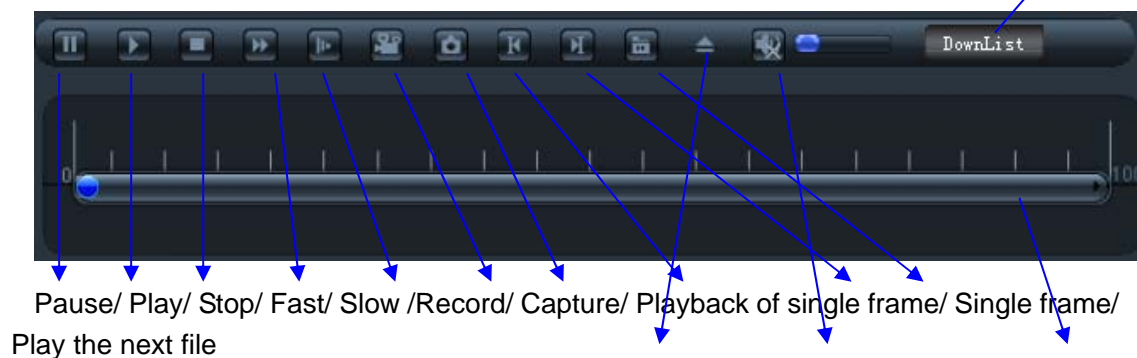 DownList
0
100
Pause/ Play/ Stop/ Fast/ Slow /Record/ Capture/ Playback of single frame/ Single frame/
Play the next file